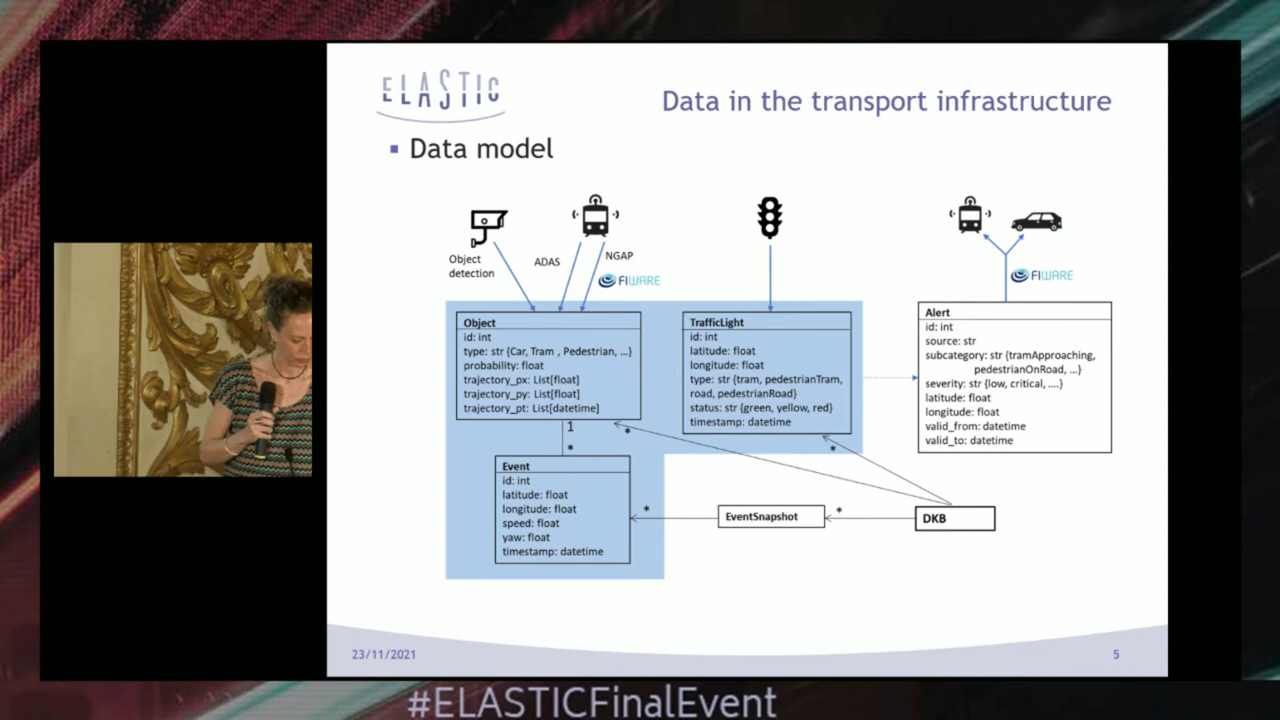 ELASTIC
Data in the transport infrastructure
Data model
Object
detection
ADAS
NGAP
FIWARE
FIWARE
Object
id: int
type: str {Car, Tram , Pedestrian, ...}
probability: float
trajectory_px: List[float]
trajectory_py: List[float]
trajectory_pt: List[datetime]
TrafficLight
id: int
latitude: float
longitude: float
type: str {tram, pedestrianTram,
road, pedestrianRoad}
status: str {green, yellow, red}
timestamp: datetime
Alert
id: int
source: str
subcategory: str {tramApproaching,
pedestrianOnRoad, ...}
severity: str {low, critical, ....}
latitude: float
longitude: float
valid_from: datetime
valid_to: datetime
1
*
*
*
Event
id: int
latitude: float
longitude: float
speed: float
yaw: float
timestamp: datetime
*
EventSnapshot
*
DKB
23/11/2021
5
#ELASTICFinalEvent